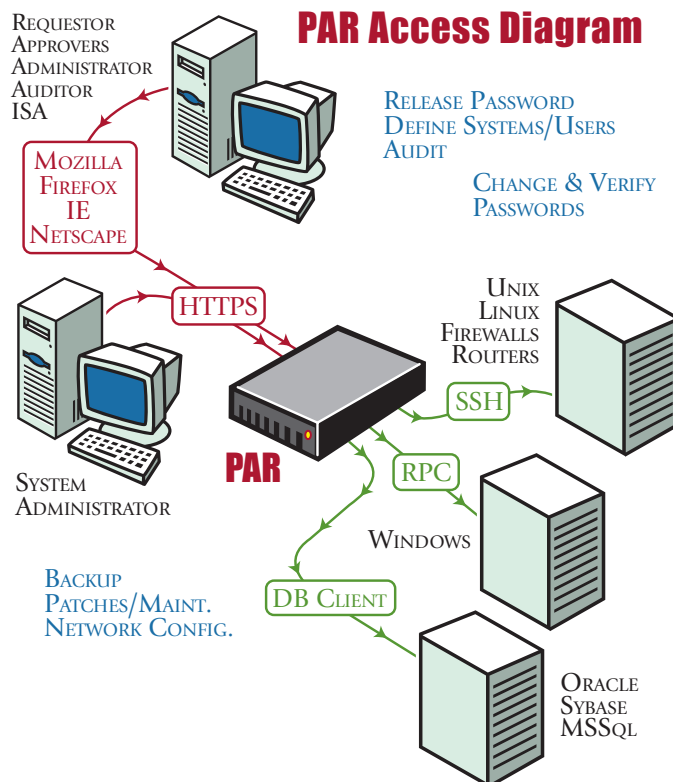 PAR Access Diagram
Requestor
Approvers
Administrator
Auditor
ISA
Release Password
Define Systems/Users
Audit
Change & Verify
Passwords
Mozilla
Firefox
IE
Netscape
HTTPS
Unix
Linux
Firewalls
Routers
SSH
PAR
RPC
System
Administrator
Windows
Backup
Patches/Maint.
Network Config.
DB Client
Oracle
Sybase
MSSql